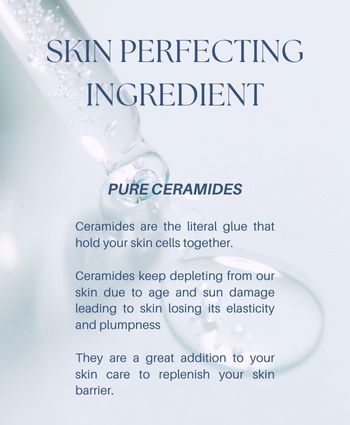 SKIN PERFECTING
INGREDIENT
PURE CERAMIDES
Ceramides are the literal glue that
hold your skin cells together.
Ceramides keep depleting from our
skin due to age and sun damage
leading to skin losing its elasticity
and plumpness
They are a great addition to your
skin care to replenish your skin
barrier.